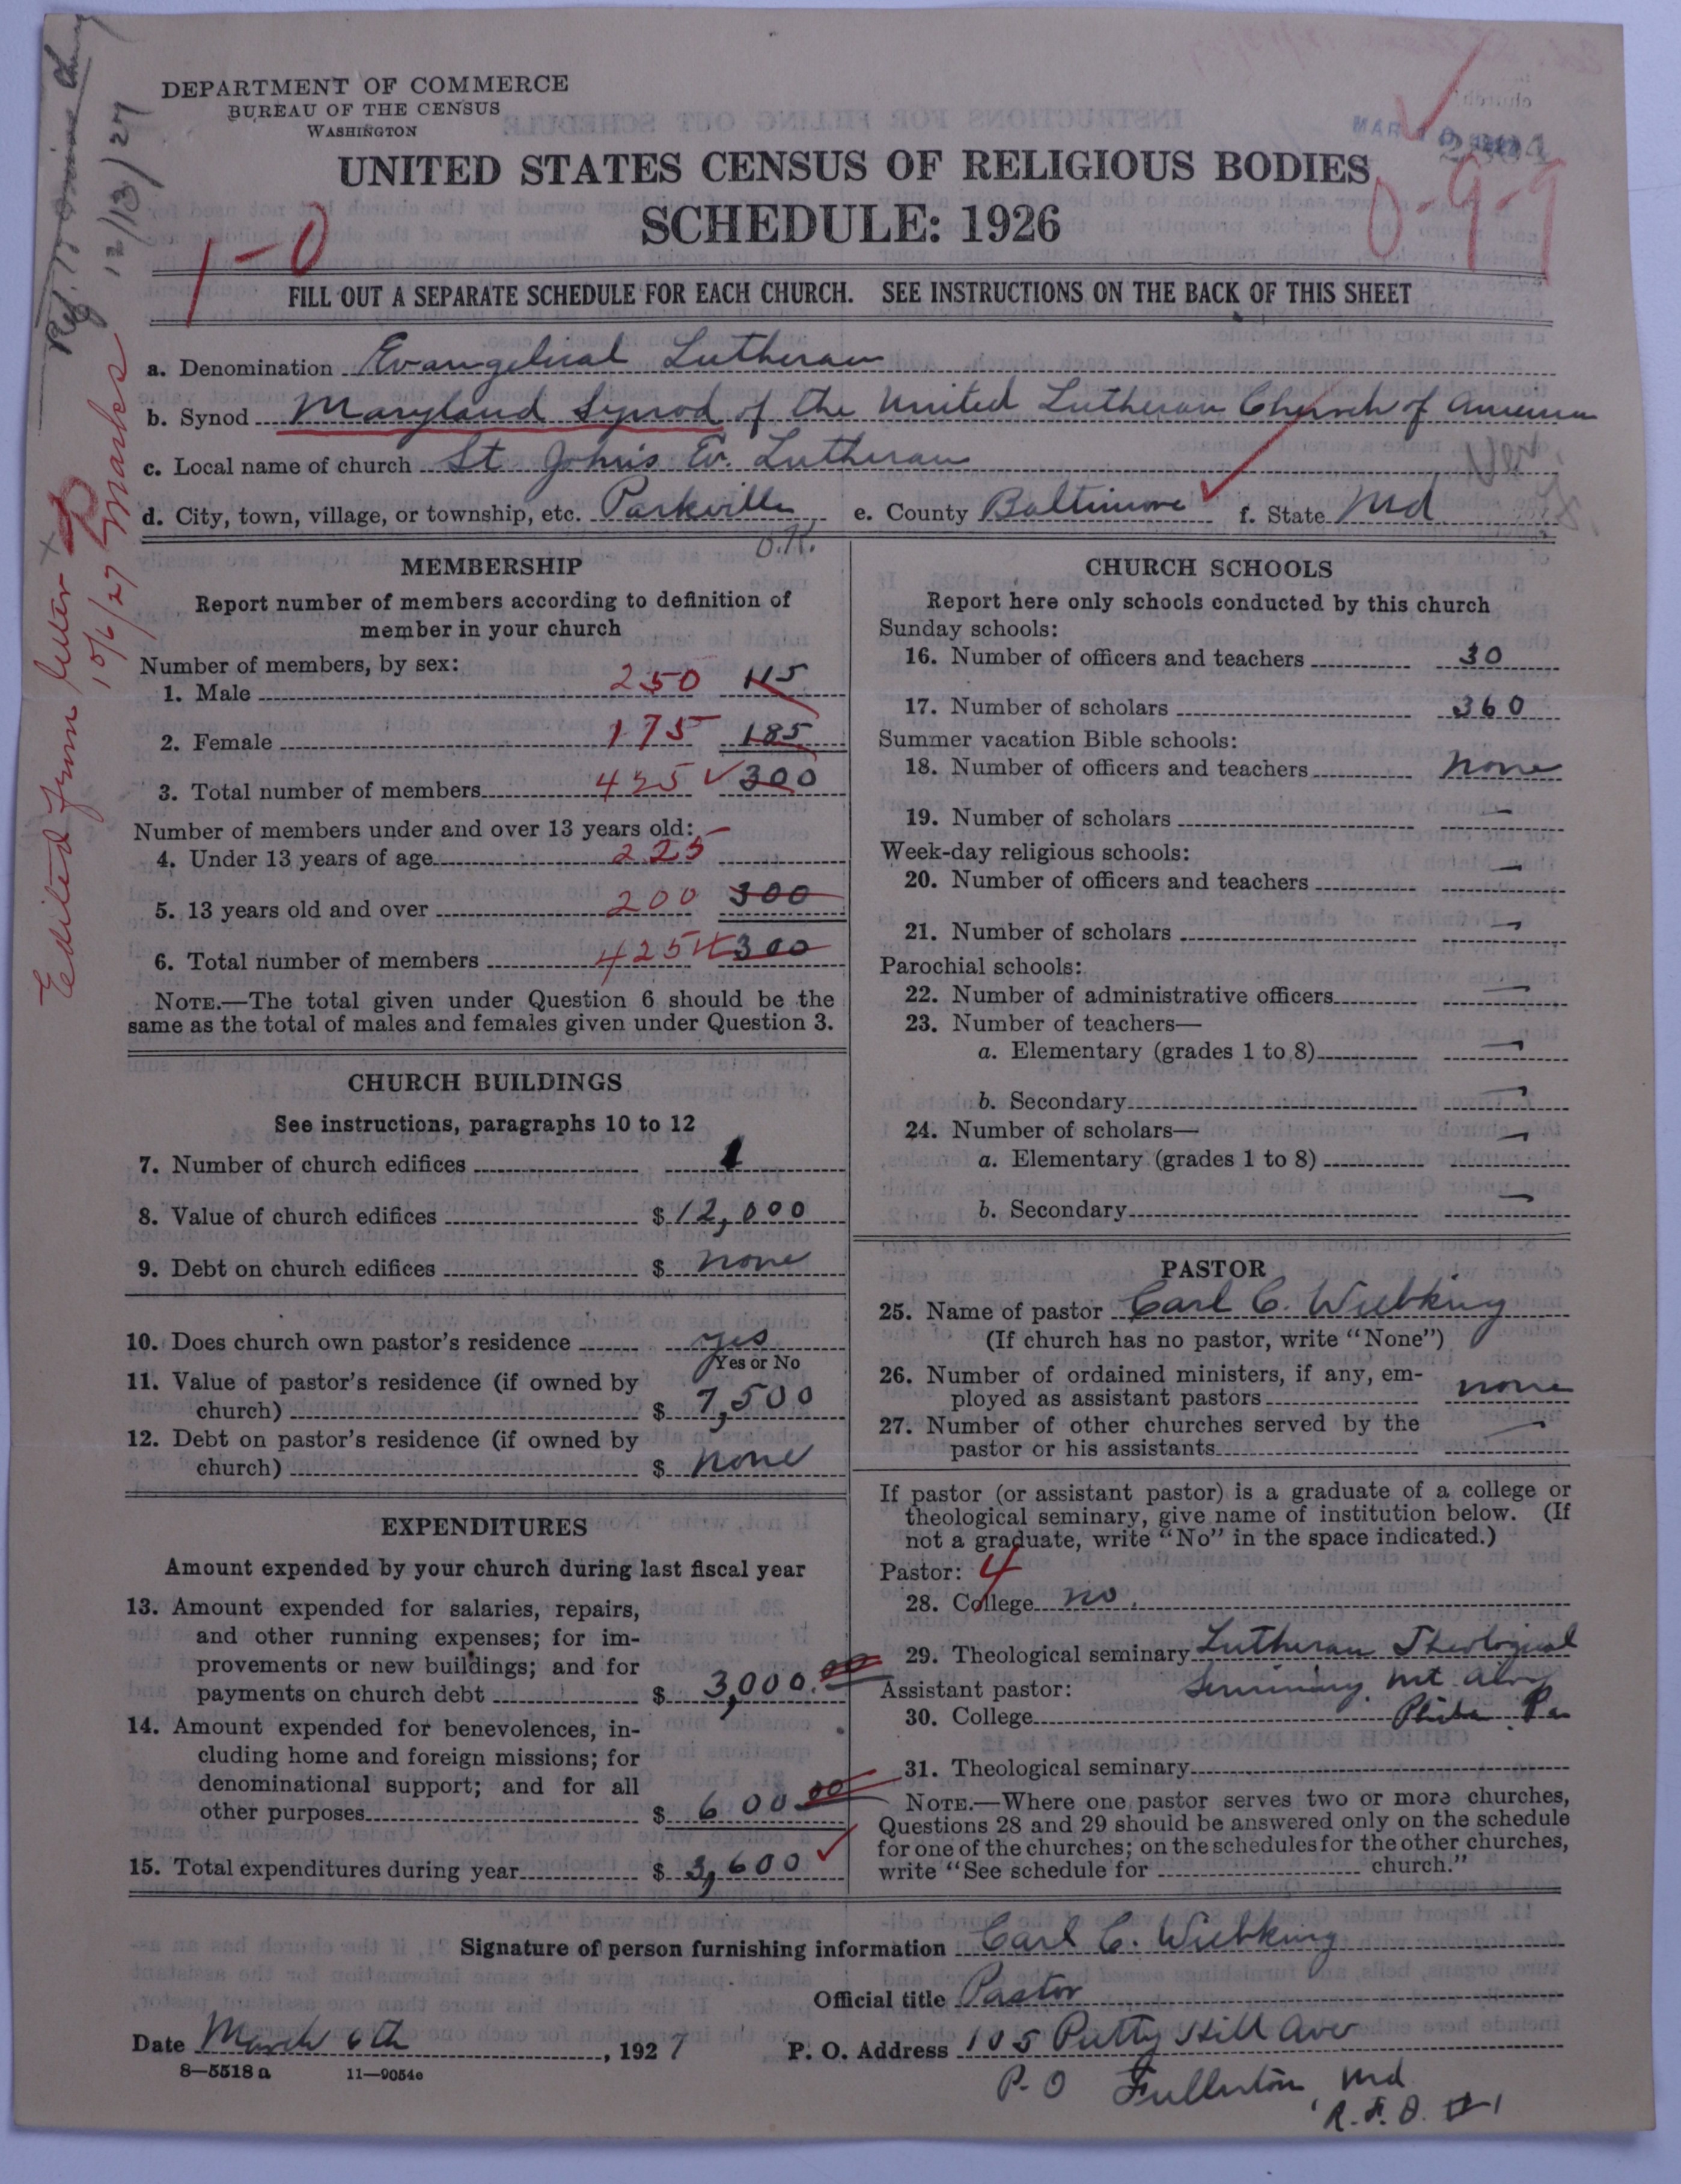 DEPARTMENT OF COMMERCE
BUREAU OF THE CENSUS
WASHINGTON
UNITED STATES CENSUS OF RELIGIOUS BODIES
SCHEDULE: 1926
1-0
0-9-9
12/13/27
FILL OUT A SEPARATE SCHEDULE FOR EACH CHURCH. SEE INSTRUCTIONS ON THE BACK OF THIS SHEET
a. Denomination Evangelical Lutheran
b. Synod Maryland Synod of the United Lutheran Church of America
c. Local name of church St John's Ev. Lutheran
d. City, town, village, or township, etc. Parkville e. County Baltimore f. State Md
O.K.
Edited from letter
10/6/27 Marks
MEMBERSHIP
Report number of members according to definition of
member in your church
Number of members, by sex:
1. Male 250 115
2. Female 175 185
3. Total number of members 425 300
Number of members under and over 13 years old:
4. Under 13 years of age 225
5. 13 years old and over 200 300
6. Total number of members 425 300
NOTE.—The total given under Question 6 should be the
same as the total of males and females given under Question 3.
CHURCH BUILDINGS
See instructions, paragraphs 10 to 12
7. Number of church edifices 1
8. Value of church edifices $ 12,000
9. Debt on church edifices $ none
10. Does church own pastor's residence yes
Yes or No
11. Value of pastor's residence (if owned by
church) $ 7,500
12. Debt on pastor's residence (if owned by
church) $ none
EXPENDITURES
Amount expended by your church during last fiscal year
13. Amount expended for salaries, repairs,
and other running expenses; for im-
provements or new buildings; and for
payments on church debt $ 3,000.00
14. Amount expended for benevolences, in-
cluding home and foreign missions; for
denominational support; and for all
other purposes $ 600.00
15. Total expenditures during year $ 3,600
CHURCH SCHOOLS
Report here only schools conducted by this church
Sunday schools:
16. Number of officers and teachers 30
17. Number of scholars 360
Summer vacation Bible schools:
18. Number of officers and teachers none
19. Number of scholars —
Week-day religious schools:
20. Number of officers and teachers —
21. Number of scholars —
Parochial schools:
22. Number of administrative officers —
23. Number of teachers—
a. Elementary (grades 1 to 8) —
b. Secondary —
24. Number of scholars—
a. Elementary (grades 1 to 8) —
b. Secondary —
PASTOR
25. Name of pastor Carl C. Wiebking
(If church has no pastor, write "None")
26. Number of ordained ministers, if any, em-
ployed as assistant pastors none
27. Number of other churches served by the
pastor or his assistants —
If pastor (or assistant pastor) is a graduate of a college or
theological seminary, give name of institution below. (If
not a graduate, write "No" in the space indicated.)
Pastor: 4
28. College no.
29. Theological seminary Lutheran Theological
Seminary Mt Airy
Assistant pastor:
Phila Pa
30. College
31. Theological seminary
NOTE.—Where one pastor serves two or more churches,
Questions 28 and 29 should be answered only on the schedule
for one of the churches; on the schedules for the other churches,
write "See schedule for church."
Signature of person furnishing information Carl C. Wiebking
Official title Pastor
Date March 6th, 1927 P. O. Address 105 Putty Hill Ave
8—5518 a 11—9054e
P.O Fullerton Md
R.F.D. #1